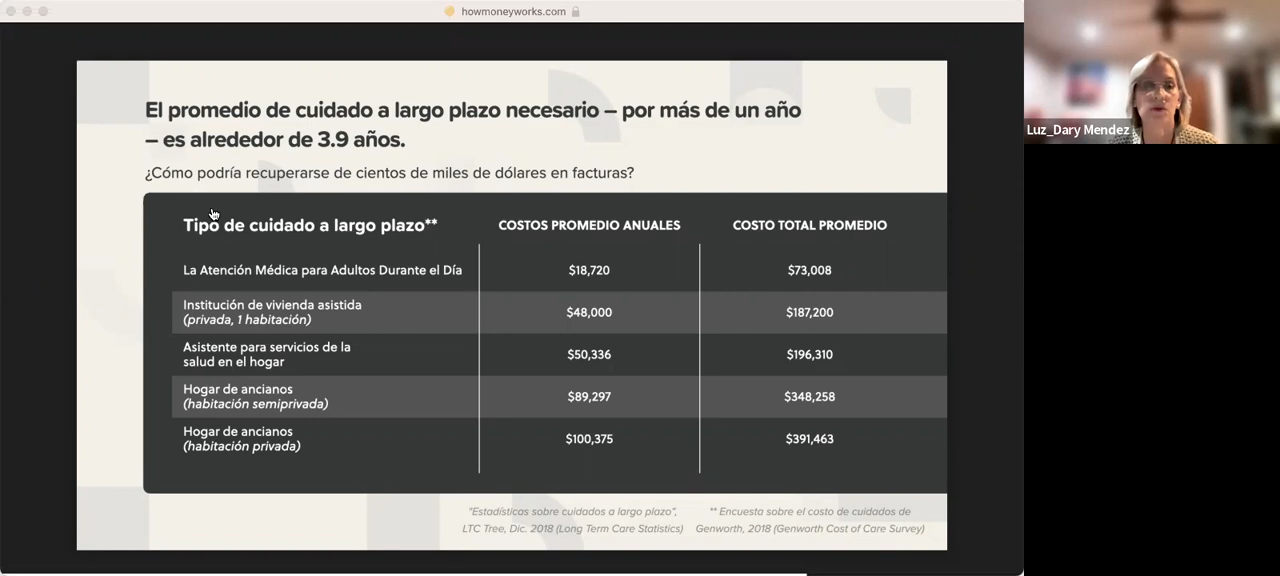 howmoneyworks.com
El promedio de cuidado a largo plazo necesario – por más de un año
– es alrededor de 3.9 años.
¿Cómo podría recuperarse de cientos de miles de dólares en facturas?
Tipo de cuidado a largo plazo** COSTOS PROMEDIO ANUALES COSTO TOTAL PROMEDIO
La Atención Médica para Adultos Durante el Día $18,720 $73,008
Institución de vivienda asistida
(privada, 1 habitación) $48,000 $187,200
Asistente para servicios de la
salud en el hogar $50,336 $196,310
Hogar de ancianos
(habitación semiprivada) $89,297 $348,258
Hogar de ancianos
(habitación privada) $100,375 $391,463
"Estadísticas sobre cuidados a largo plazo",
LTC Tree, Dic. 2018 (Long Term Care Statistics)
** Encuesta sobre el costo de cuidados de
Genworth, 2018 (Genworth Cost of Care Survey)
Luz_Dary Mendez